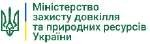 Міністерство
захисту довкілля
та природних ресурсів
України